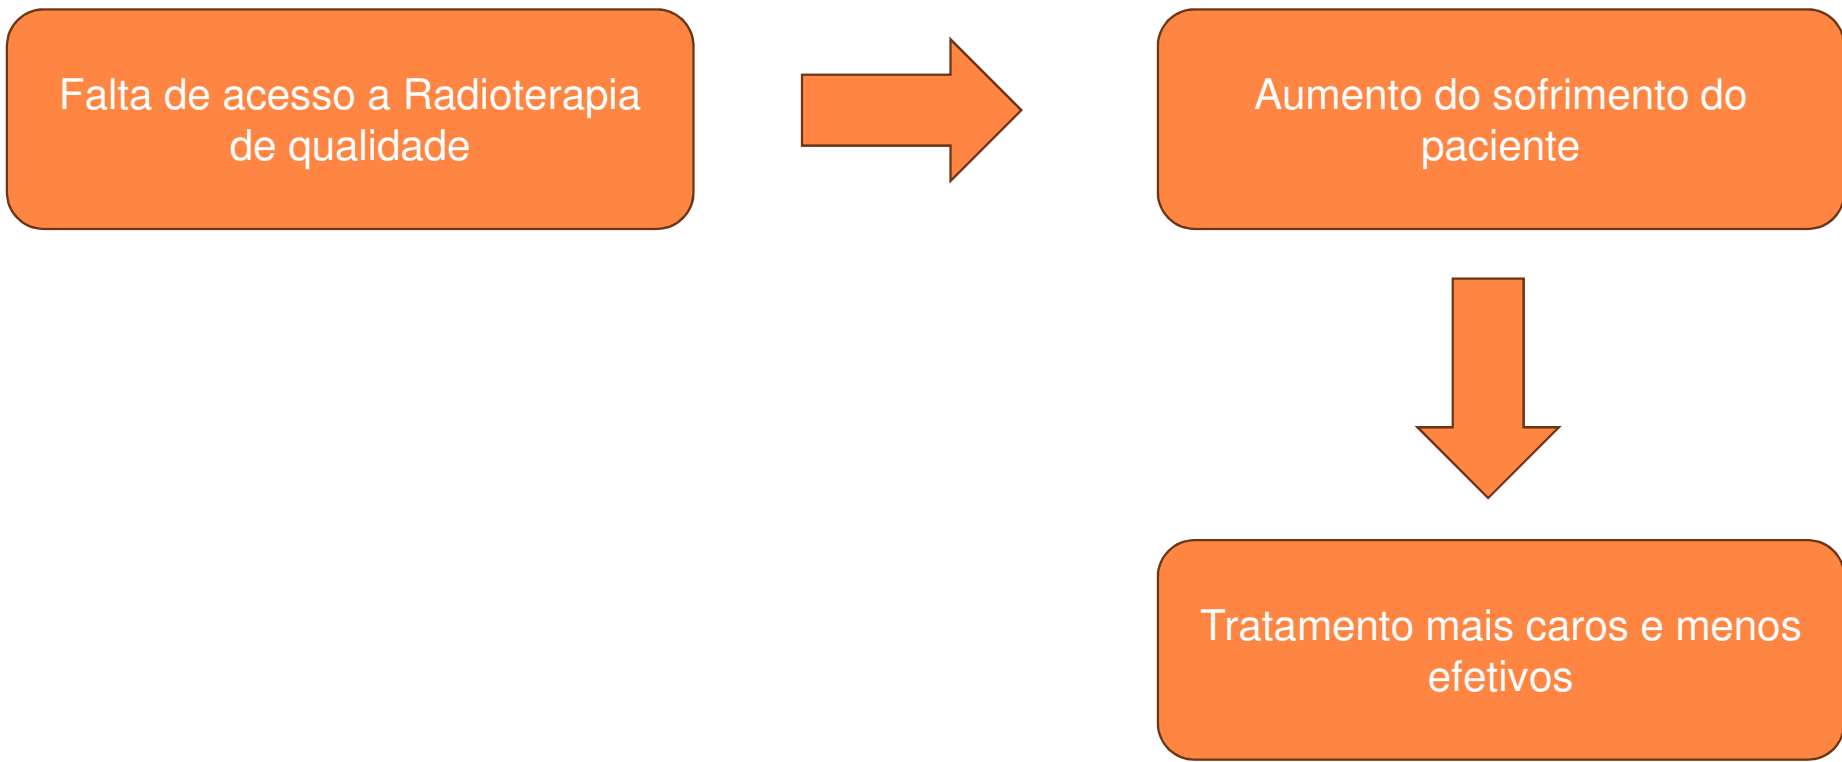 Falta de acesso a Radioterapia
de qualidade
Aumento do sofrimento do
paciente
Tratamento mais caros e menos
efetivos